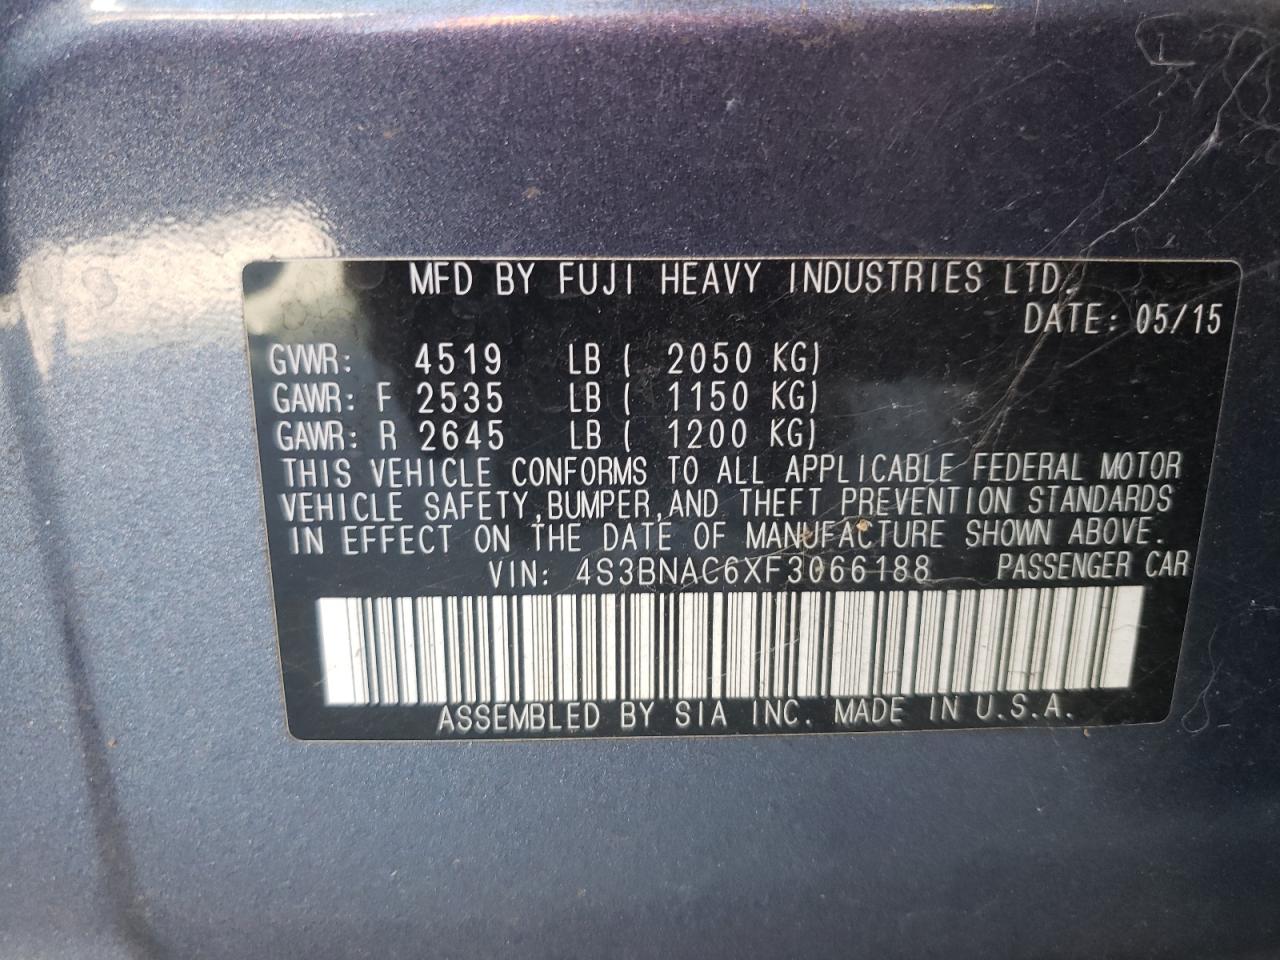 MFD BY FUJI HEAVY INDUSTRIES LTD.
DATE: 05/15
GVWR: 4519 LB ( 2050 KG)
GAWR: F 2535 LB ( 1150 KG)
GAWR: R 2645 LB ( 1200 KG)
THIS VEHICLE CONFORMS TO ALL APPLICABLE FEDERAL MOTOR
VEHICLE SAFETY,BUMPER,AND THEFT PREVENTION STANDARDS
IN EFFECT ON THE DATE OF MANUFACTURE SHOWN ABOVE.
VIN: 4S3BNAC6XF3066188 PASSENGER CAR
ASSEMBLED BY SIA INC. MADE IN U.S.A.